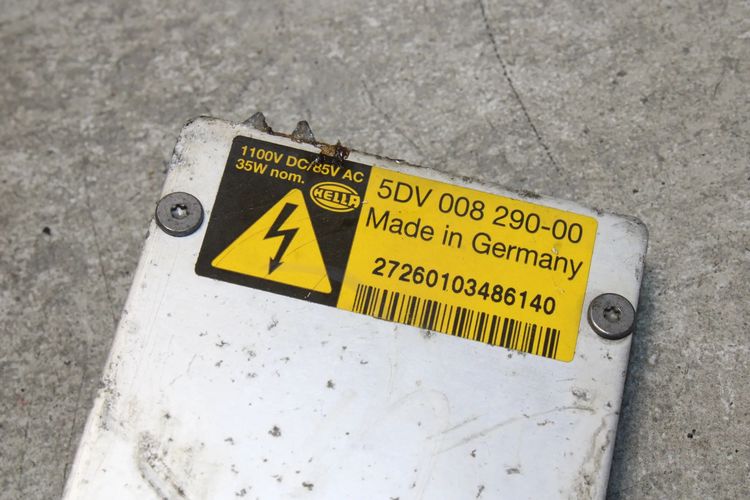 1100V DC/85V AC
35W nom.
HELLA
5DV 008 290-00
Made in Germany
27260103486140